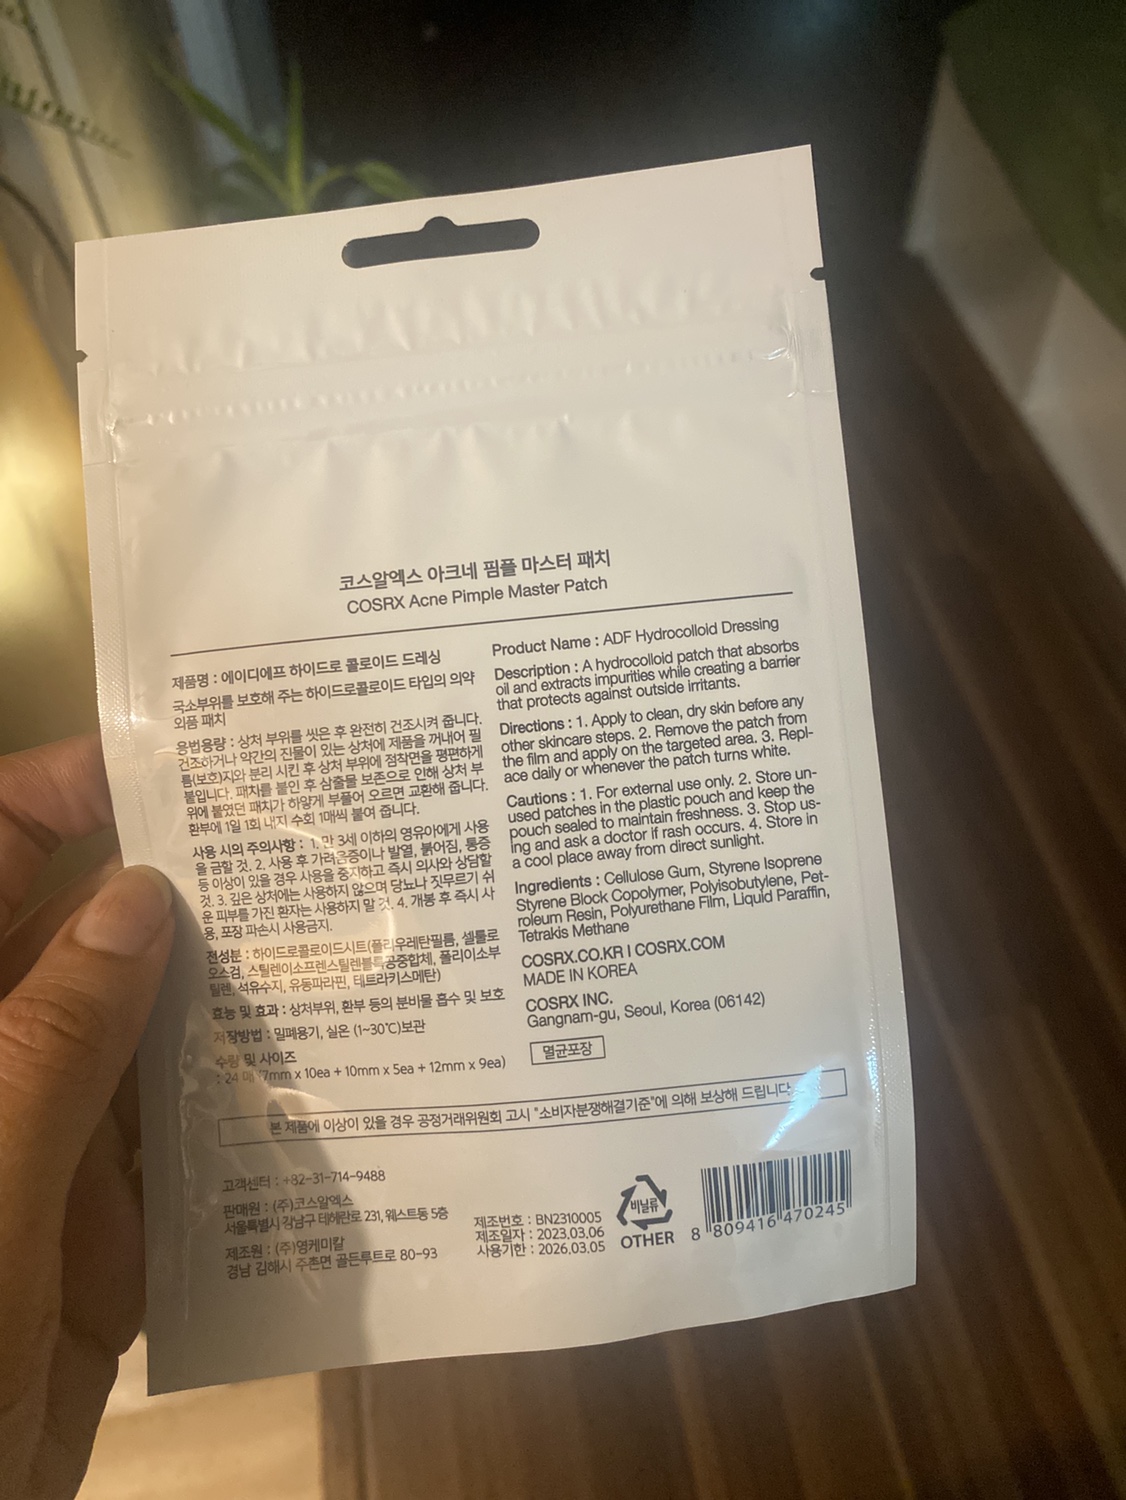 코스알엑스 아크네 핌플 마스터 패치
COSRX Acne Pimple Master Patch
제품명 : 에이디에프 하이드로 콜로이드 드레싱
국소부위를 보호해 주는 하이드로콜로이드 타입의 의약
외품 패치
용법용량 : 상처 부위를 씻은 후 완전히 건조시켜 줍니다.
건조하거나 약간의 진물이 있는 상처에 제품을 꺼내어 필
름(보호)지와 분리 시킨 후 상처 부위에 점착면을 평편하게
붙입니다. 패치를 붙인 후 삼출물 보존으로 인해 상처 부
위에 붙였던 패치가 하얗게 부풀어 오르면 교환해 줍니다.
환부에 1일 1회 내지 수회 1매씩 붙여 줍니다.
사용 시의 주의사항 : 1. 만 3세 이하의 영유아에게 사용
을 금할 것. 2. 사용 후 가려움증이나 발열, 붉어짐, 통증
등 이상이 있을 경우 사용을 중지하고 즉시 의사와 상담할
것. 3. 깊은 상처에는 사용하지 않으며 당뇨나 짓무르기 쉬
운 피부를 가진 환자는 사용하지 말 것. 4. 개봉 후 즉시 사
용, 포장 파손시 사용금지.
전성분 : 하이드로콜로이드시트(폴리우레탄필름, 셀룰로
오스검, 스틸렌이소프렌스틸렌블록공중합체, 폴리이소부
틸렌, 석유수지, 유동파라핀, 테트라키스메탄)
효능 및 효과 : 상처부위, 환부 등의 분비물 흡수 및 보호
저장방법 : 밀폐용기, 실온 (1~30℃)보관
수량 및 사이즈
: 24 매 (7mm x 10ea + 10mm x 5ea + 12mm x 9ea)
Product Name : ADF Hydrocolloid Dressing
Description : A hydrocolloid patch that absorbs
oil and extracts impurities while creating a barrier
that protects against outside irritants.
Directions : 1. Apply to clean, dry skin before any
other skincare steps. 2. Remove the patch from
the film and apply on the targeted area. 3. Repl-
ace daily or whenever the patch turns white.
Cautions : 1. For external use only. 2. Store un-
used patches in the plastic pouch and keep the
pouch sealed to maintain freshness. 3. Stop us-
ing and ask a doctor if rash occurs. 4. Store in
a cool place away from direct sunlight.
Ingredients : Cellulose Gum, Styrene Isoprene
Styrene Block Copolymer, Polyisobutylene, Pet-
roleum Resin, Polyurethane Film, Liquid Paraffin,
Tetrakis Methane
COSRX.CO.KR I COSRX.COM
MADE IN KOREA
COSRX INC.
Gangnam-gu, Seoul, Korea (06142)
멸균포장
본 제품에 이상이 있을 경우 공정거래위원회 고시 "소비자분쟁해결기준"에 의해 보상해 드립니다.
고객센터 : +82-31-714-9488
판매원 : (주)코스알엑스
서울특별시 강남구 테헤란로 231, 웨스트동 5층
제조원 : (주)영케미칼
경남 김해시 주촌면 골든루트로 80-93
제조번호 : BN2310005
제조일자 : 2023.03.06
사용기한 : 2026.03.05
비닐류
OTHER
8 809416 470245